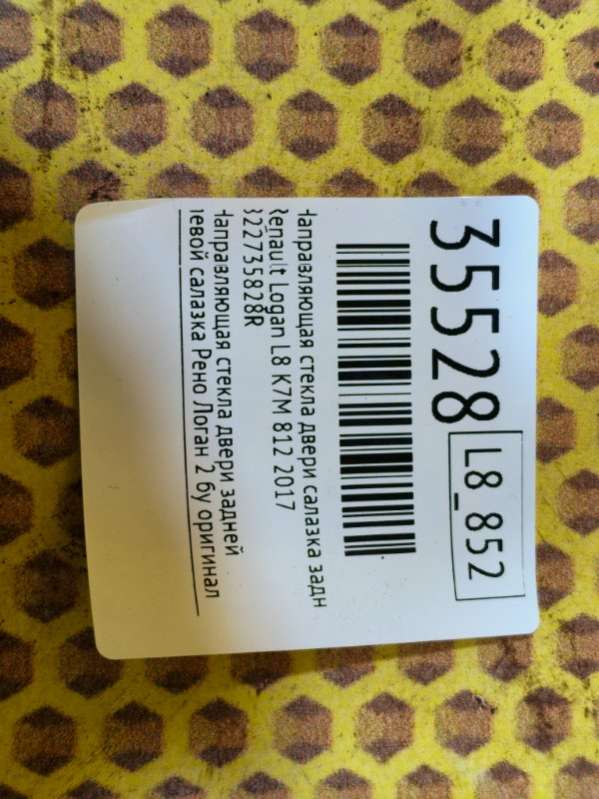 35528 L8_852
Направляющая стекла двери салазка задн
Renault Logan L8 K7M 812 2017
822735828R
Направляющая стекла двери задней
левой салазка Рено Логан 2 бу оригинал